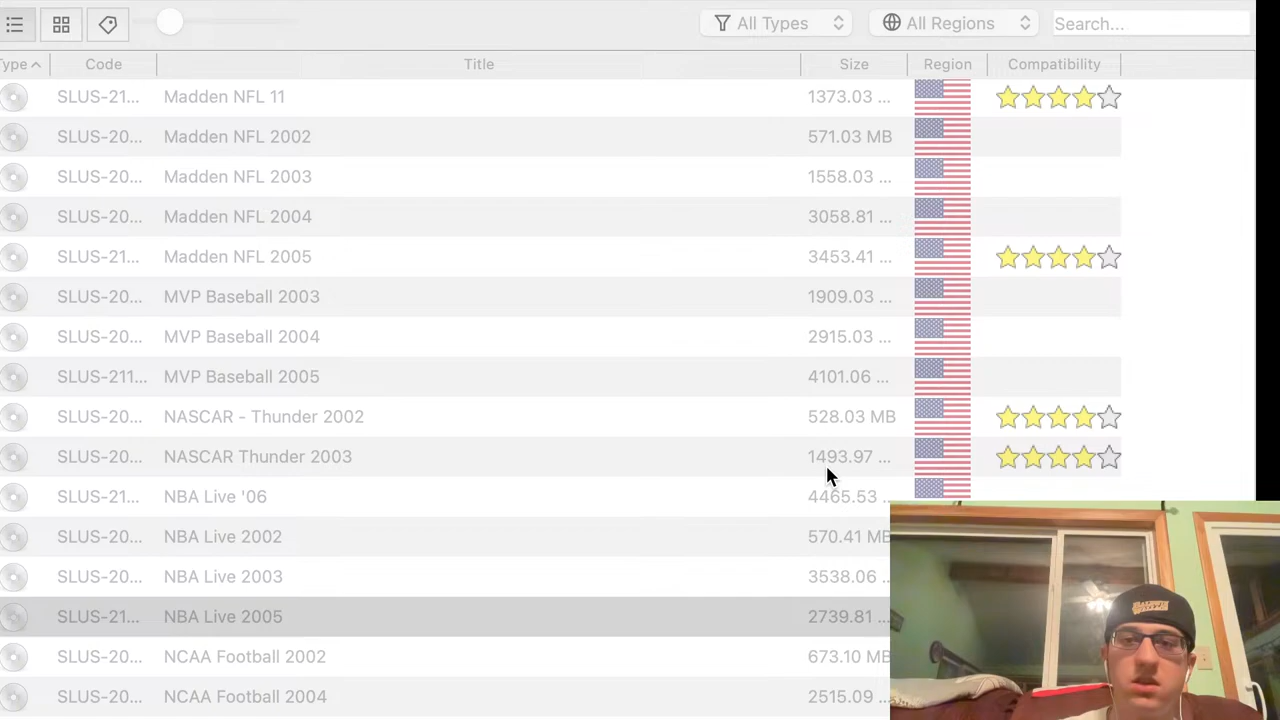 All Types All Regions Search...
Type Code Title Size Region Compatibility
SLUS-21... Madden NFL 11 1373.03 ...
SLUS-20... Madden NFL 2002 571.03 MB
SLUS-20... Madden NFL 2003 1558.03 ...
SLUS-20... Madden NFL 2004 3058.81 ...
SLUS-20... Madden NFL 2005 3453.41 ...
SLUS-20... MVP Baseball 2003 1909.03 ...
SLUS-20... MVP Baseball 2004 2915.03 ...
SLUS-211... MVP Baseball 2005 4101.06 ...
SLUS-20... NASCAR - Thunder 2002 528.03 MB
SLUS-20... NASCAR Thunder 2003 1493.97 ...
SLUS-21... NBA Live '06 4465.53 ...
SLUS-20... NBA Live 2002 570.41 MB
SLUS-20... NBA Live 2003 3538.06 ...
SLUS-21... NBA Live 2005 2739.81 ...
SLUS-20... NCAA Football 2002 673.10 MB
SLUS-20... NCAA Football 2004 2515.09 ...